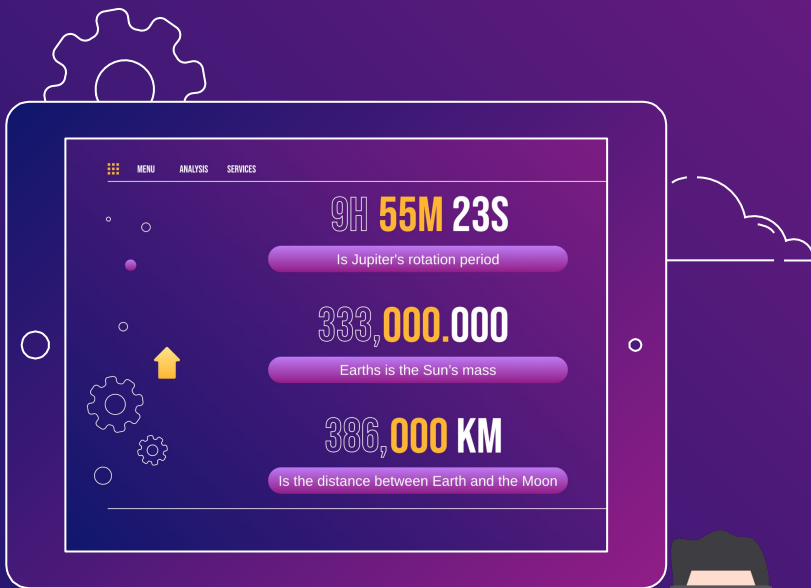 MENU ANALYSIS SERVICES
9H 55M 23S
Is Jupiter's rotation period
333,000.000
Earths is the Sun's mass
386,000 KM
Is the distance between Earth and the Moon